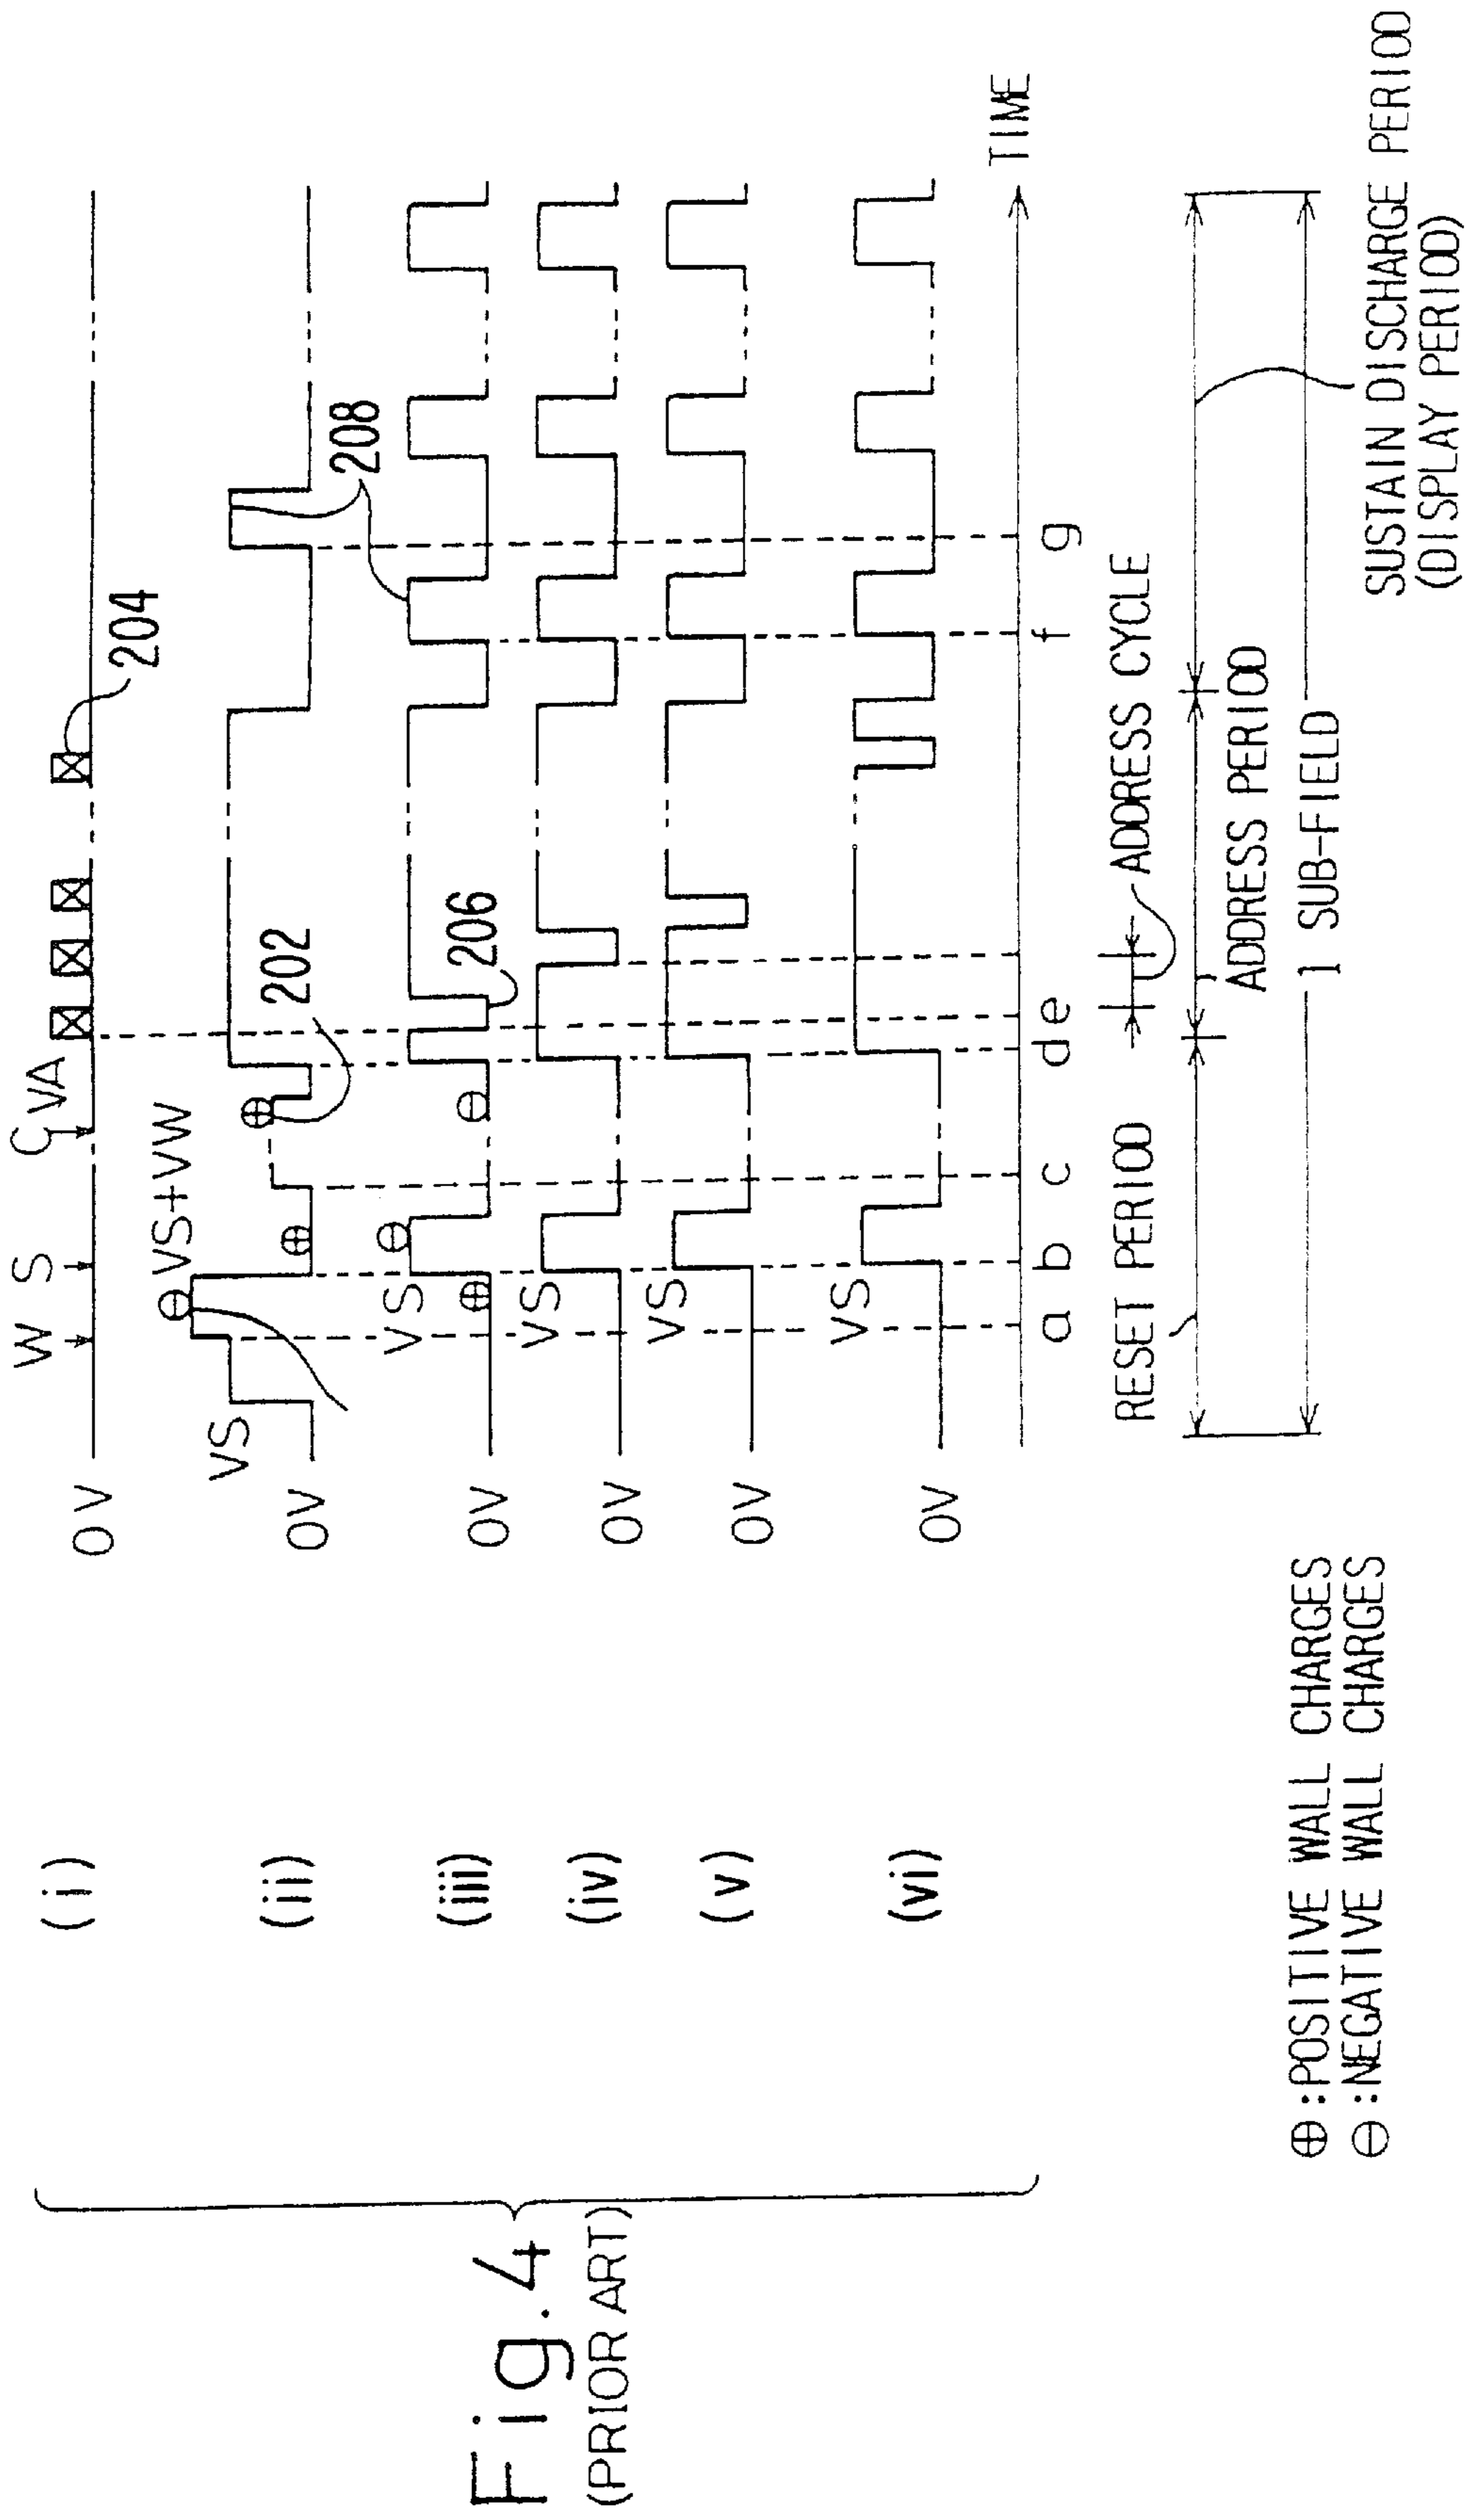 Fig.4
(PRIOR ART)
(i)
(ii)
(iii)
(iv)
(v)
(vi)
W S C VA
0V
204
VS+VW
VS
0V
202
208
VS
0V
206
VS
0V
VS
0V
VS
0V
TIME
a b c d e f g
RESET PERIOD
ADDRESS CYCLE
ADDRESS PERIOD
1 SUB-FIELD
SUSTAIN DISCHARGE PERIOD
(DISPLAY PERIOD)
⊕:POSITIVE WALL CHARGES
⊖:NEGATIVE WALL CHARGES